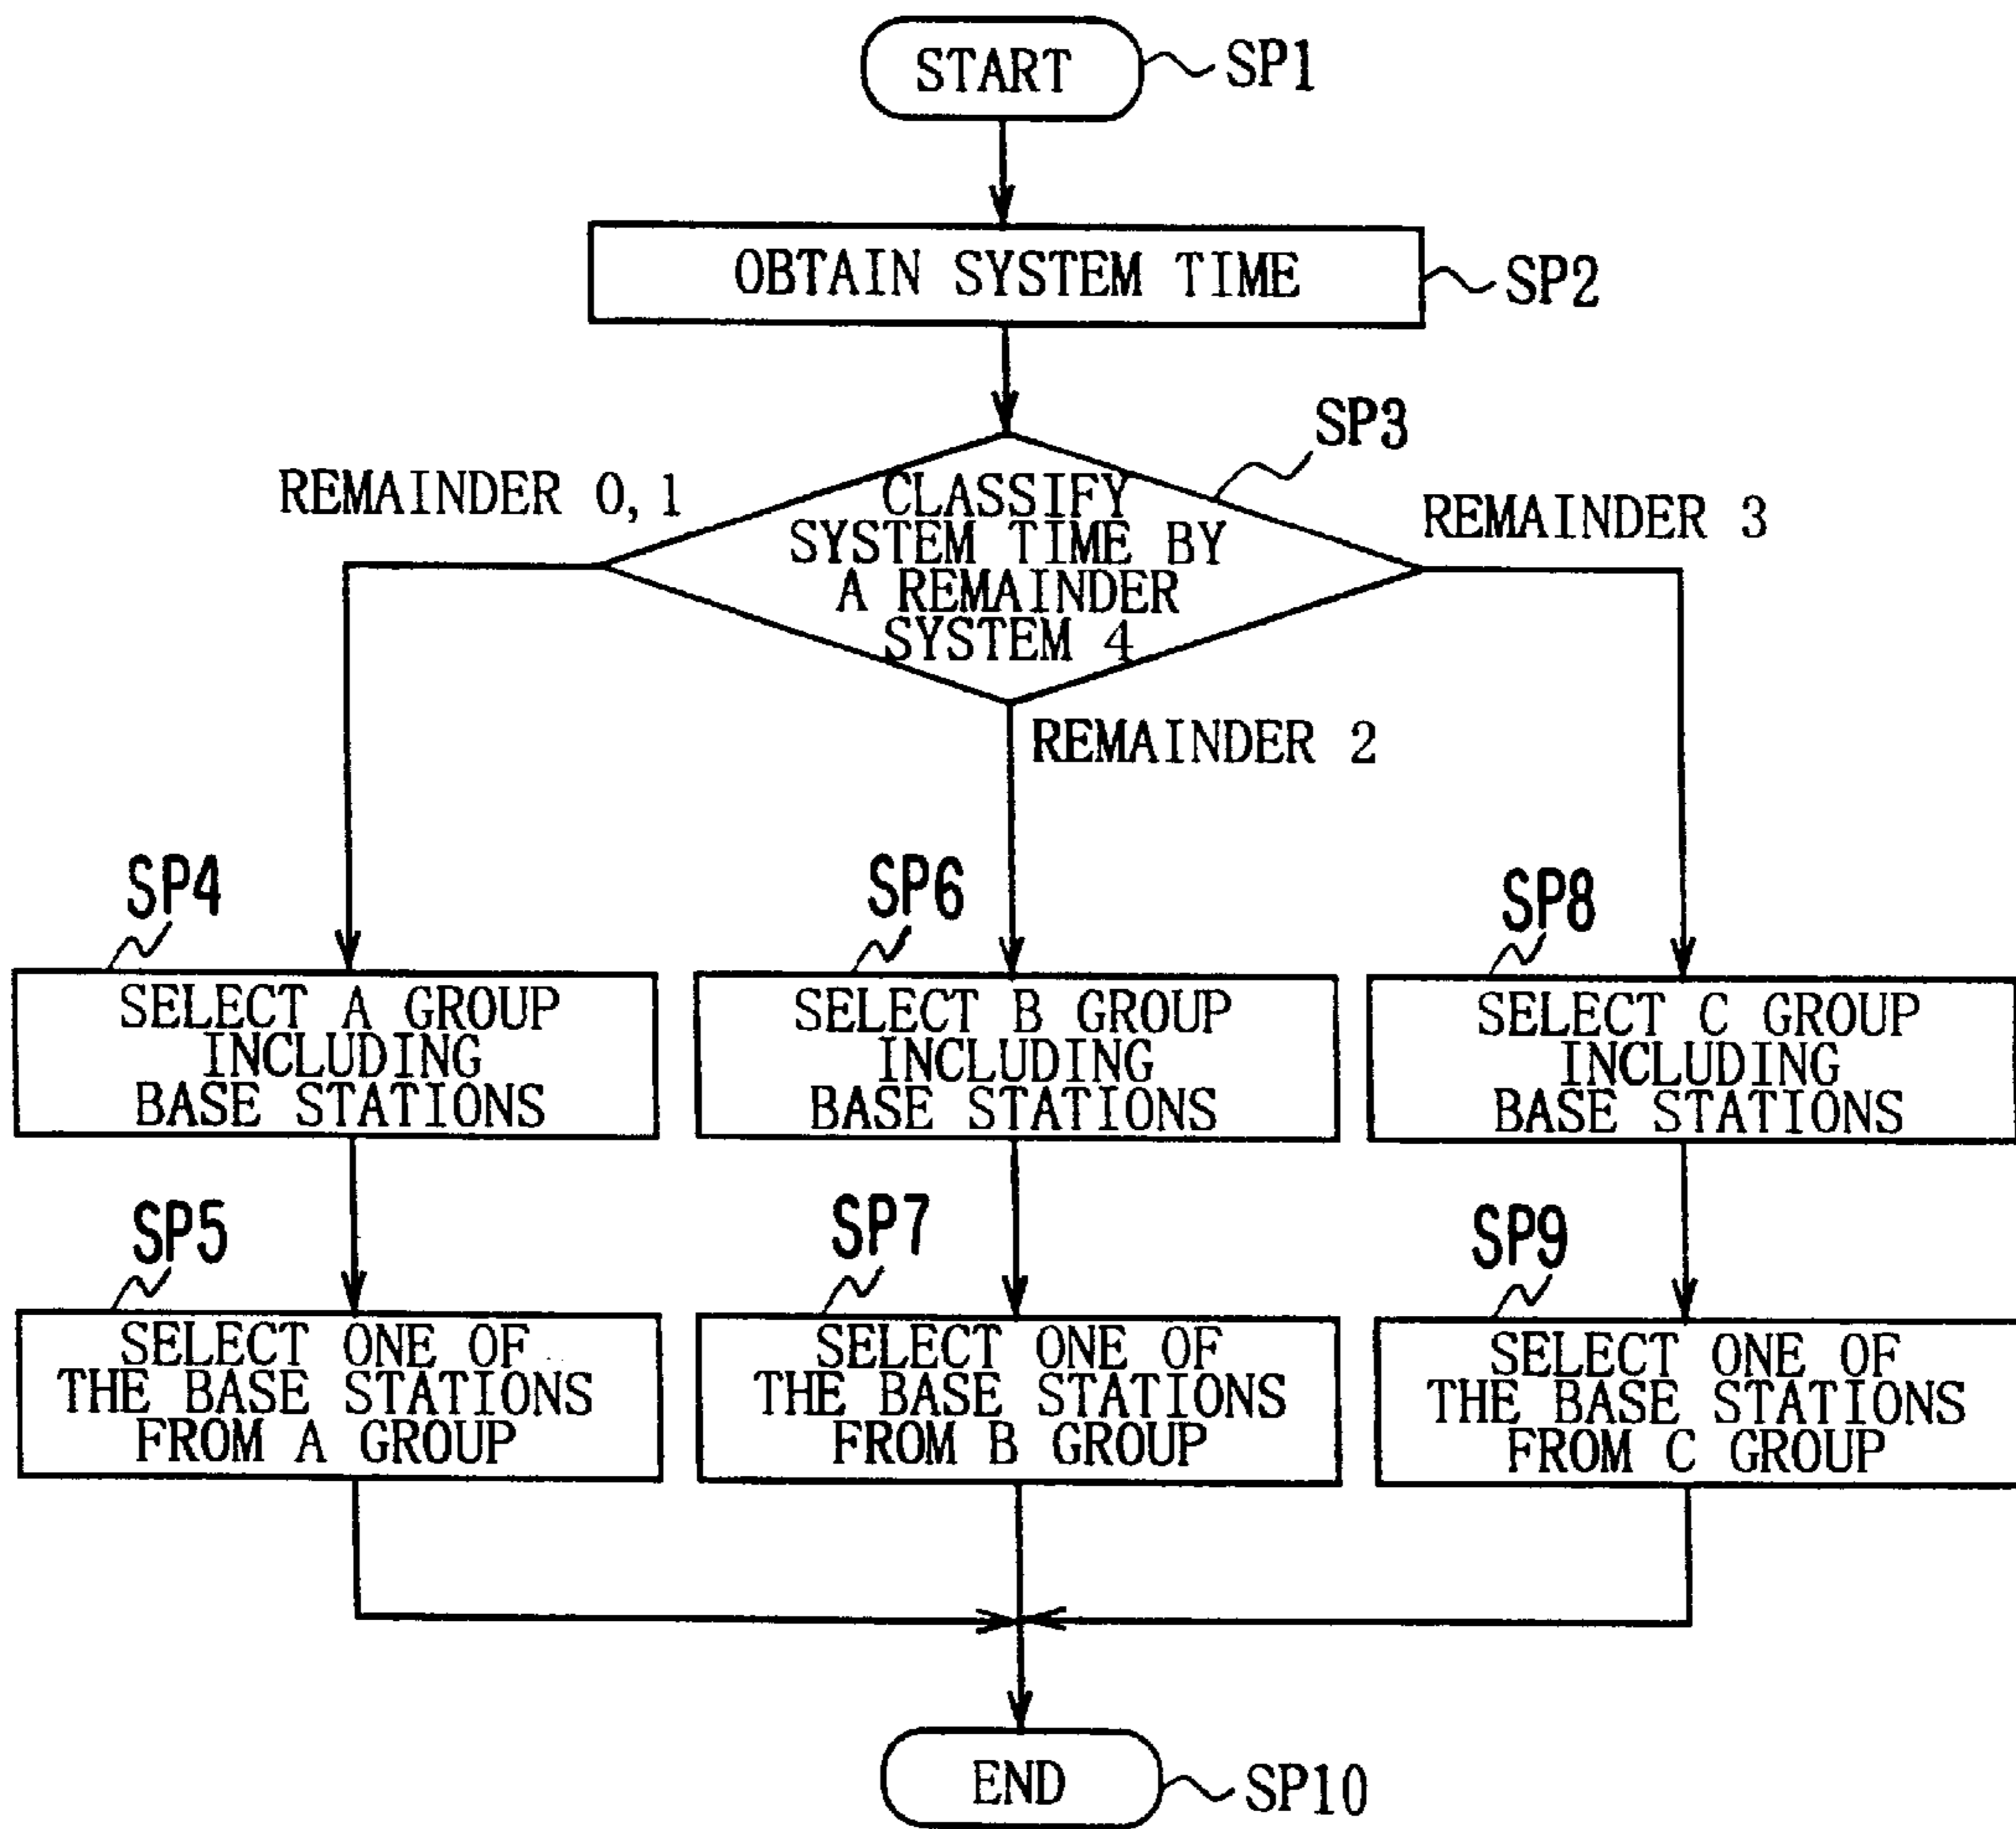 START
SP1
OBTAIN SYSTEM TIME
SP2
SP3
REMAINDER 0,1
CLASSIFY
SYSTEM TIME BY
A REMAINDER
SYSTEM 4
REMAINDER 3
REMAINDER 2
SP4
SELECT A GROUP
INCLUDING
BASE STATIONS
SP6
SELECT B GROUP
INCLUDING
BASE STATIONS
SP8
SELECT C GROUP
INCLUDING
BASE STATIONS
SP5
SELECT ONE OF
THE BASE STATIONS
FROM A GROUP
SP7
SELECT ONE OF
THE BASE STATIONS
FROM B GROUP
SP9
SELECT ONE OF
THE BASE STATIONS
FROM C GROUP
END
SP10